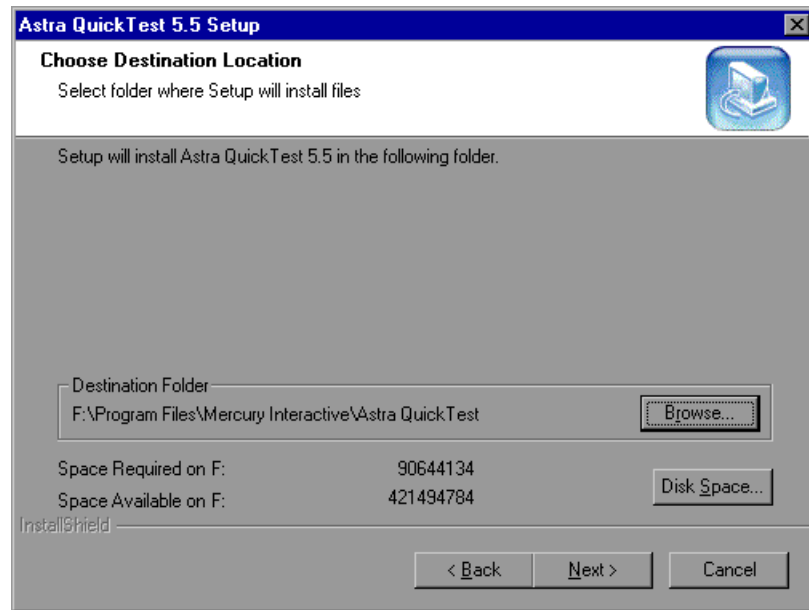 Astra QuickTest 5.5 Setup
Choose Destination Location
Select folder where Setup will install files
Setup will install Astra QuickTest 5.5 in the following folder.
Destination Folder
F:\Program Files\Mercury Interactive\Astra QuickTest
Browse...
Space Required on F: 90644134
Space Available on F: 421494784
Disk Space...
InstallShield
< Back Next > Cancel